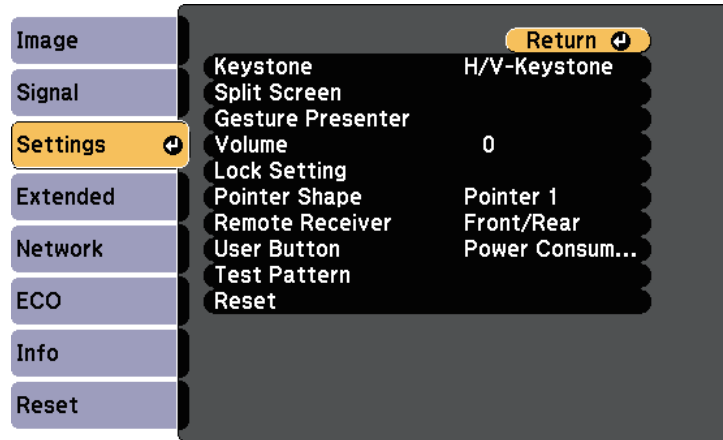 Image
Signal
Settings
Extended
Network
ECO
Info
Reset
Return
Keystone H/V-Keystone
Split Screen
Gesture Presenter
Volume 0
Lock Setting
Pointer Shape Pointer 1
Remote Receiver Front/Rear
User Button Power Consum...
Test Pattern
Reset